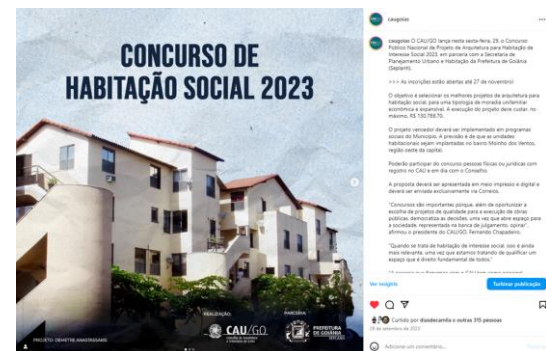 CONCURSO DE
HABITAÇÃO SOCIAL 2023
REALIZAÇÃO:
PARCERIA:
CAU/GO
PREFEITURA
DE GOIÂNIA
PROJETO: DEMETRE ANASTASSAKIS
caugoias
caugoias O CAU/GO lança nesta sexta-feira, 29, o Concurso
Público Nacional de Projeto de Arquitetura para Habitação de
Interesse Social 2023, em parceria com a Secretaria de
Planejamento Urbano e Habitação da Prefeitura de Goiânia
(Seplanh).
>>> As inscrições estão abertas até 27 de novembro!
O objetivo é selecionar os melhores projetos de arquitetura para
habitação social, para uma tipologia de moradia unifamiliar
econômica e expansível. A execução do projeto deve custar, no
máximo, R$
O projeto vencedor deverá ser implementado em programas
sociais do Município. A previsão é de que as unidades
habitacionais sejam implantadas no bairro Moinho dos Ventos,
região oeste da capital.
Poderão participar do concurso pessoas físicas ou jurídicas com
registro no CAU e em dia com o Conselho.
A proposta deverá ser apresentada em meio impresso e digital e
deverá ser enviada exclusivamente via Correios.
"Concursos são importantes porque, além de oportunizar a
escolha de projetos de qualidade para a execução de obras
públicas, democratiza as decisões, uma vez que abre espaço para
a sociedade, representada na banca de julgamento, opinar",
afirmou o presidente do CAU/GO, Fernando Chapadeiro.
"Quando se trata de habitação de interesse social, isso é ainda
mais relevante, uma vez que estamos tratando de qualificar um
espaço que é direito fundamental de todos."
Ver insights
Turbinar publicação
Curtido por diasdecarrila e outras 315 pessoas
29 de setembro de 2023
Adicione um comentário...